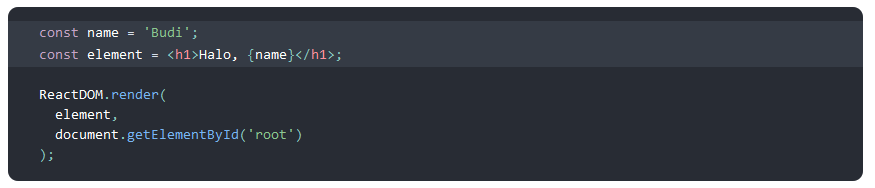 const name = 'Budi';
const element = <h1>Halo, {name}</h1>;
ReactDOM.render(
element,
document.getElementById('root')
);